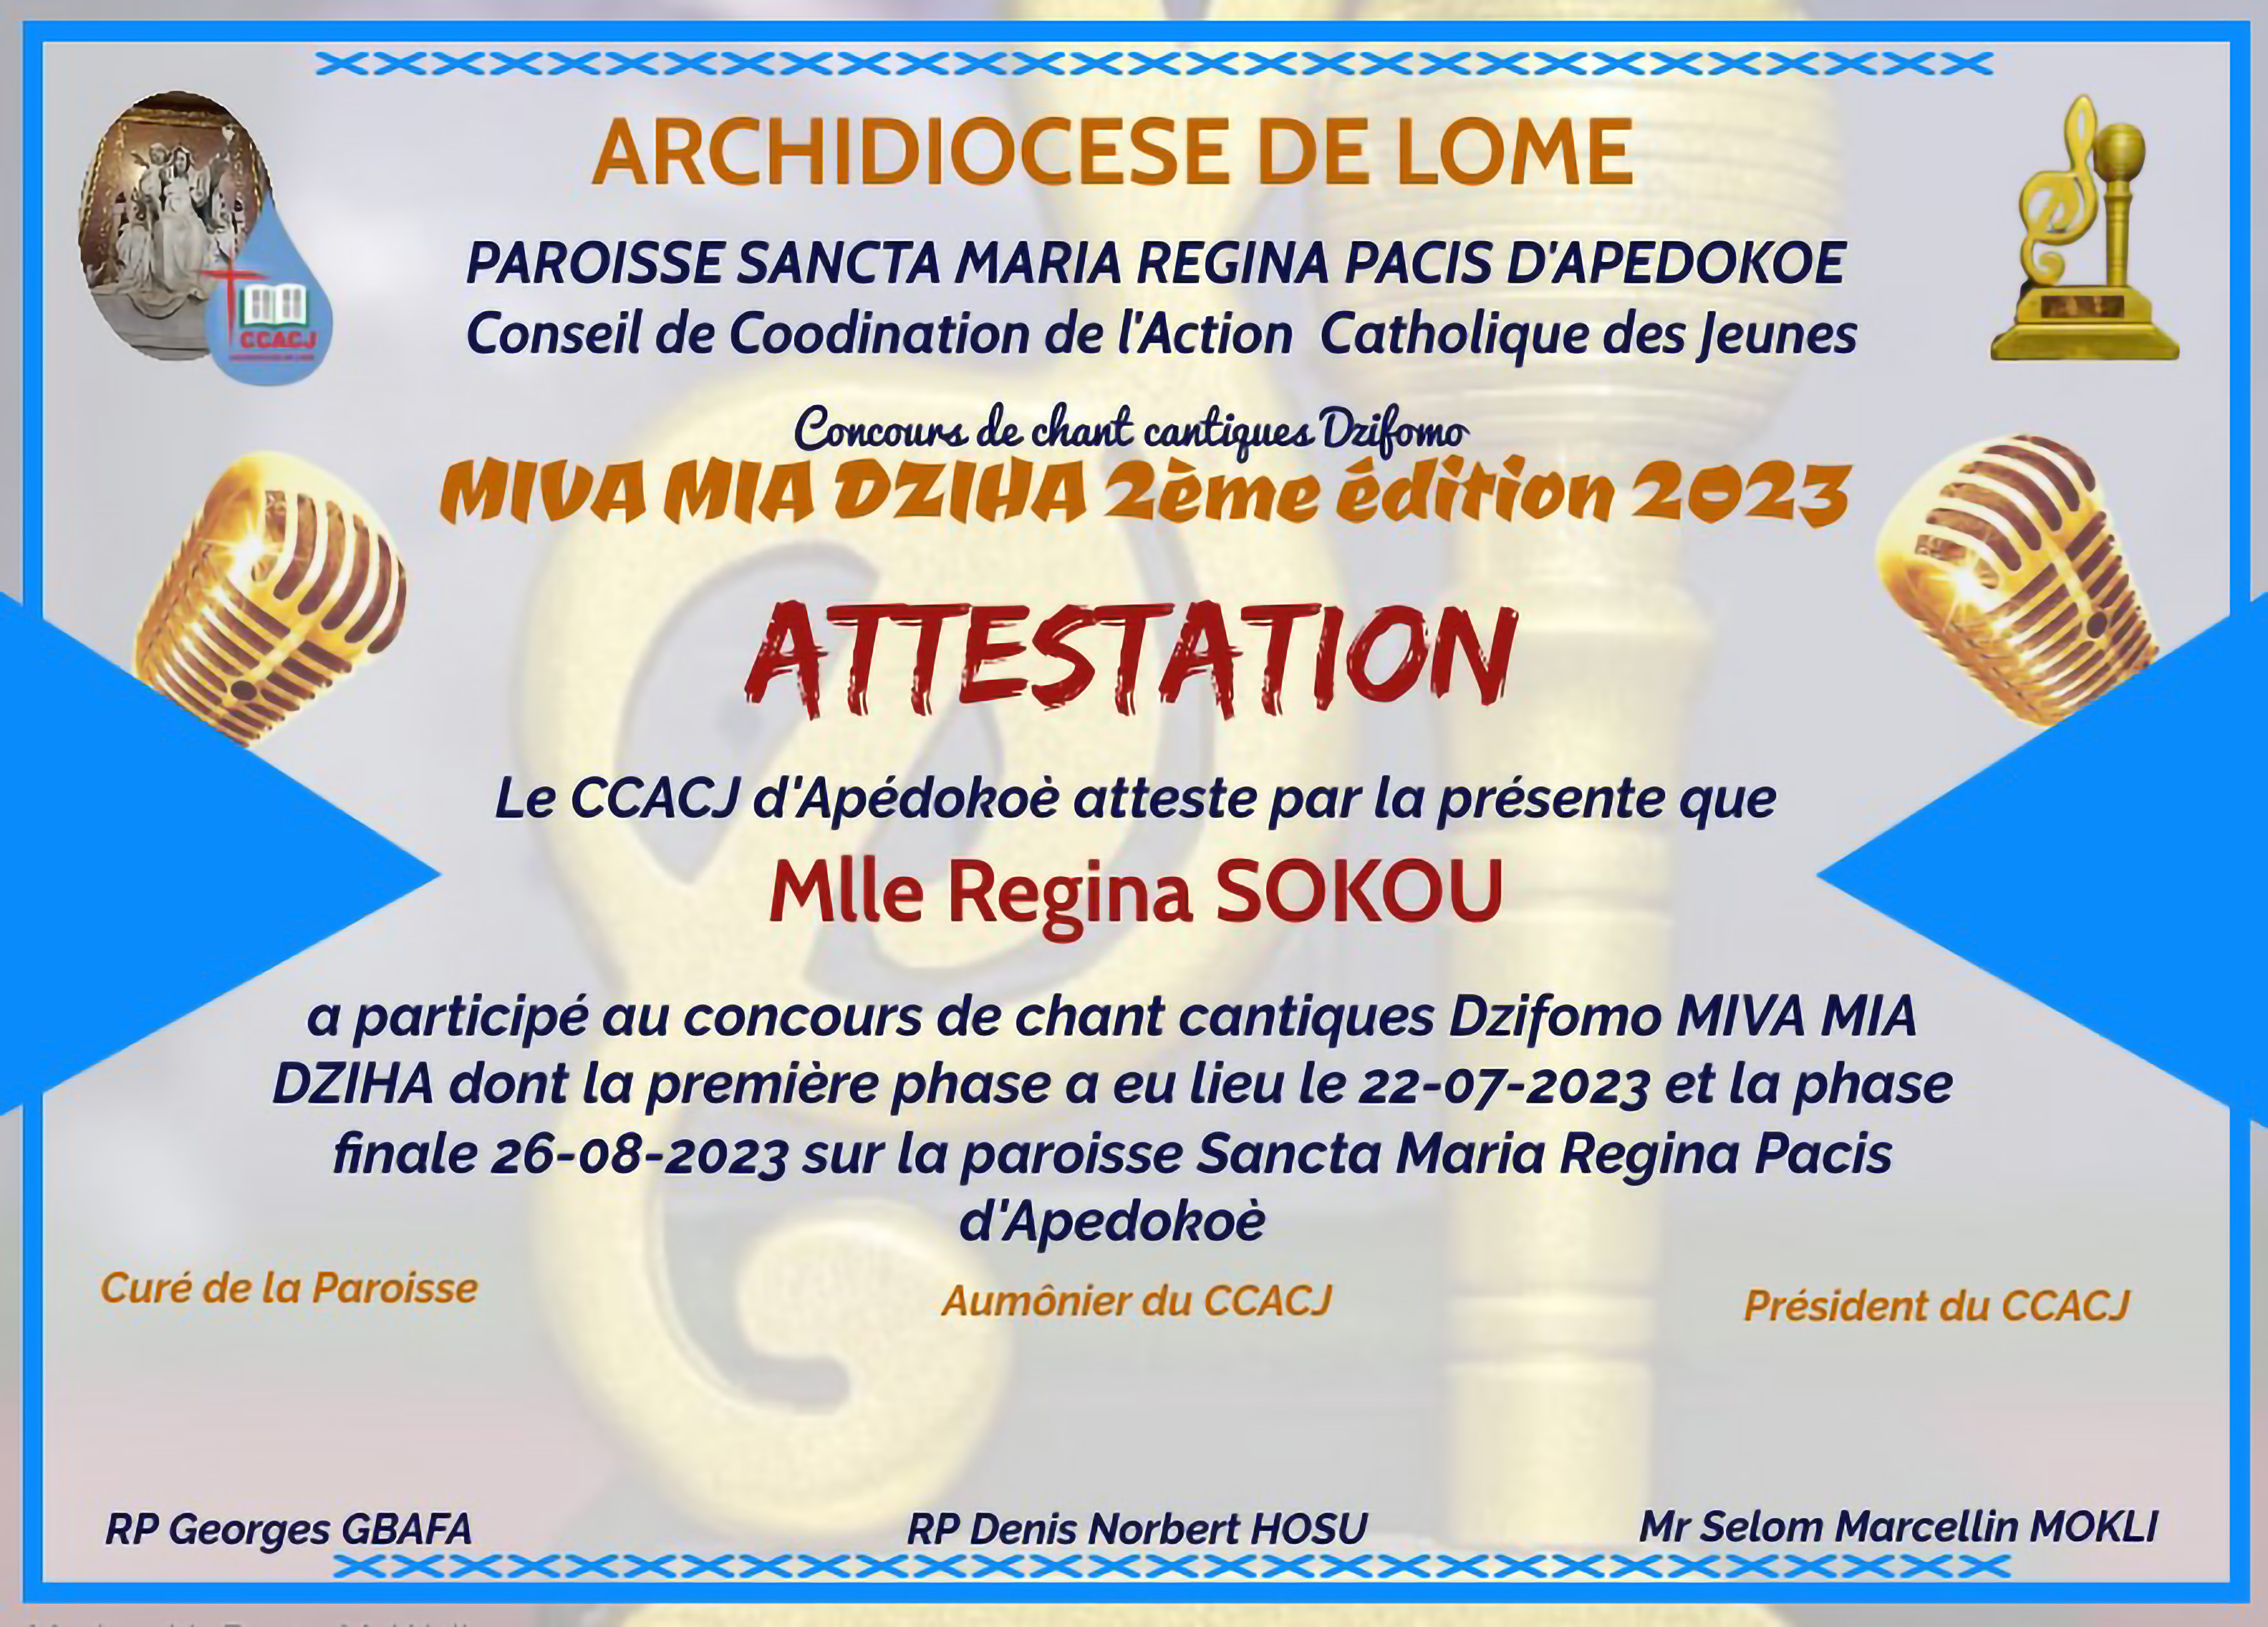 ARCHIDIOCESE DE LOME
CCACJ
PAROISSE SANCTA MARIA REGINA PACIS D'APEDOKOE
Conseil de Coodination de l'Action Catholique des Jeunes
Concours de chant cantiques Dzifomo
MIVA MIA DZIHA 2ème édition 2023
ATTESTATION
Le CCACJ d'Apédokoè atteste par la présente que
Mlle Regina SOKOU
a participé au concours de chant cantiques Dzifomo MIVA MIA
DZIHA dont la première phase a eu lieu le 22-07-2023 et la phase
finale 26-08-2023 sur la paroisse Sancta Maria Regina Pacis
d'Apedokoè
Curé de la Paroisse
Aumônier du CCACJ
Président du CCACJ
RP Georges GBAFA
RP Denis Norbert HOSU
Mr Selom Marcellin MOKLI